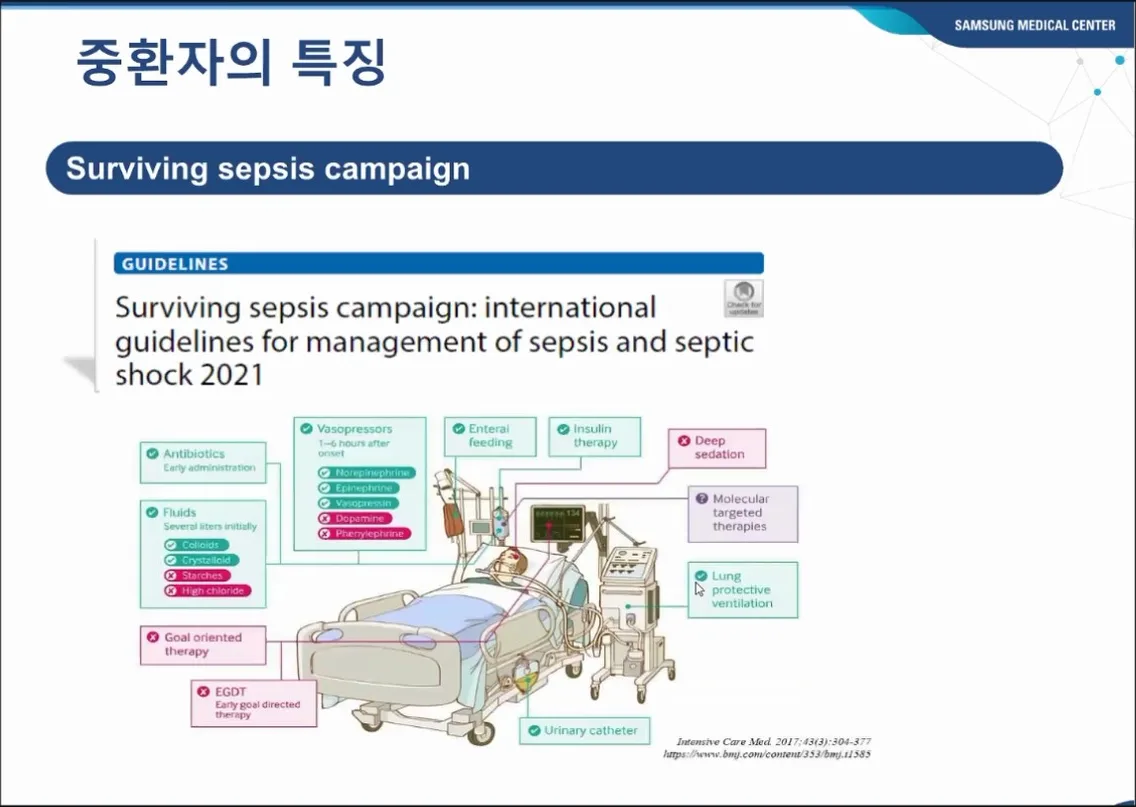 SAMSUNG MEDICAL CENTER
중환자의 특징
Surviving sepsis campaign
GUIDELINES
Surviving sepsis campaign: international
guidelines for management of sepsis and septic
shock 2021
Check for
updates
Antibiotics
Early administration
Fluids
Several liters initially
Colloids
Crystalloid
Starches
High chloride
Vasopressors
1–6 hours after
onset
Norepinephrine
Epinephrine
Vasopressin
Dopamine
Phenylephrine
Enteral
feeding
Insulin
therapy
Deep
sedation
Molecular
targeted
therapies
Lung
protective
ventilation
Goal oriented
therapy
EGDT
Early goal directed
therapy
Urinary catheter
Intensive Care Med. 2017;43(3):304-377
https://www.bmj.com/content/353/bmj.i1585